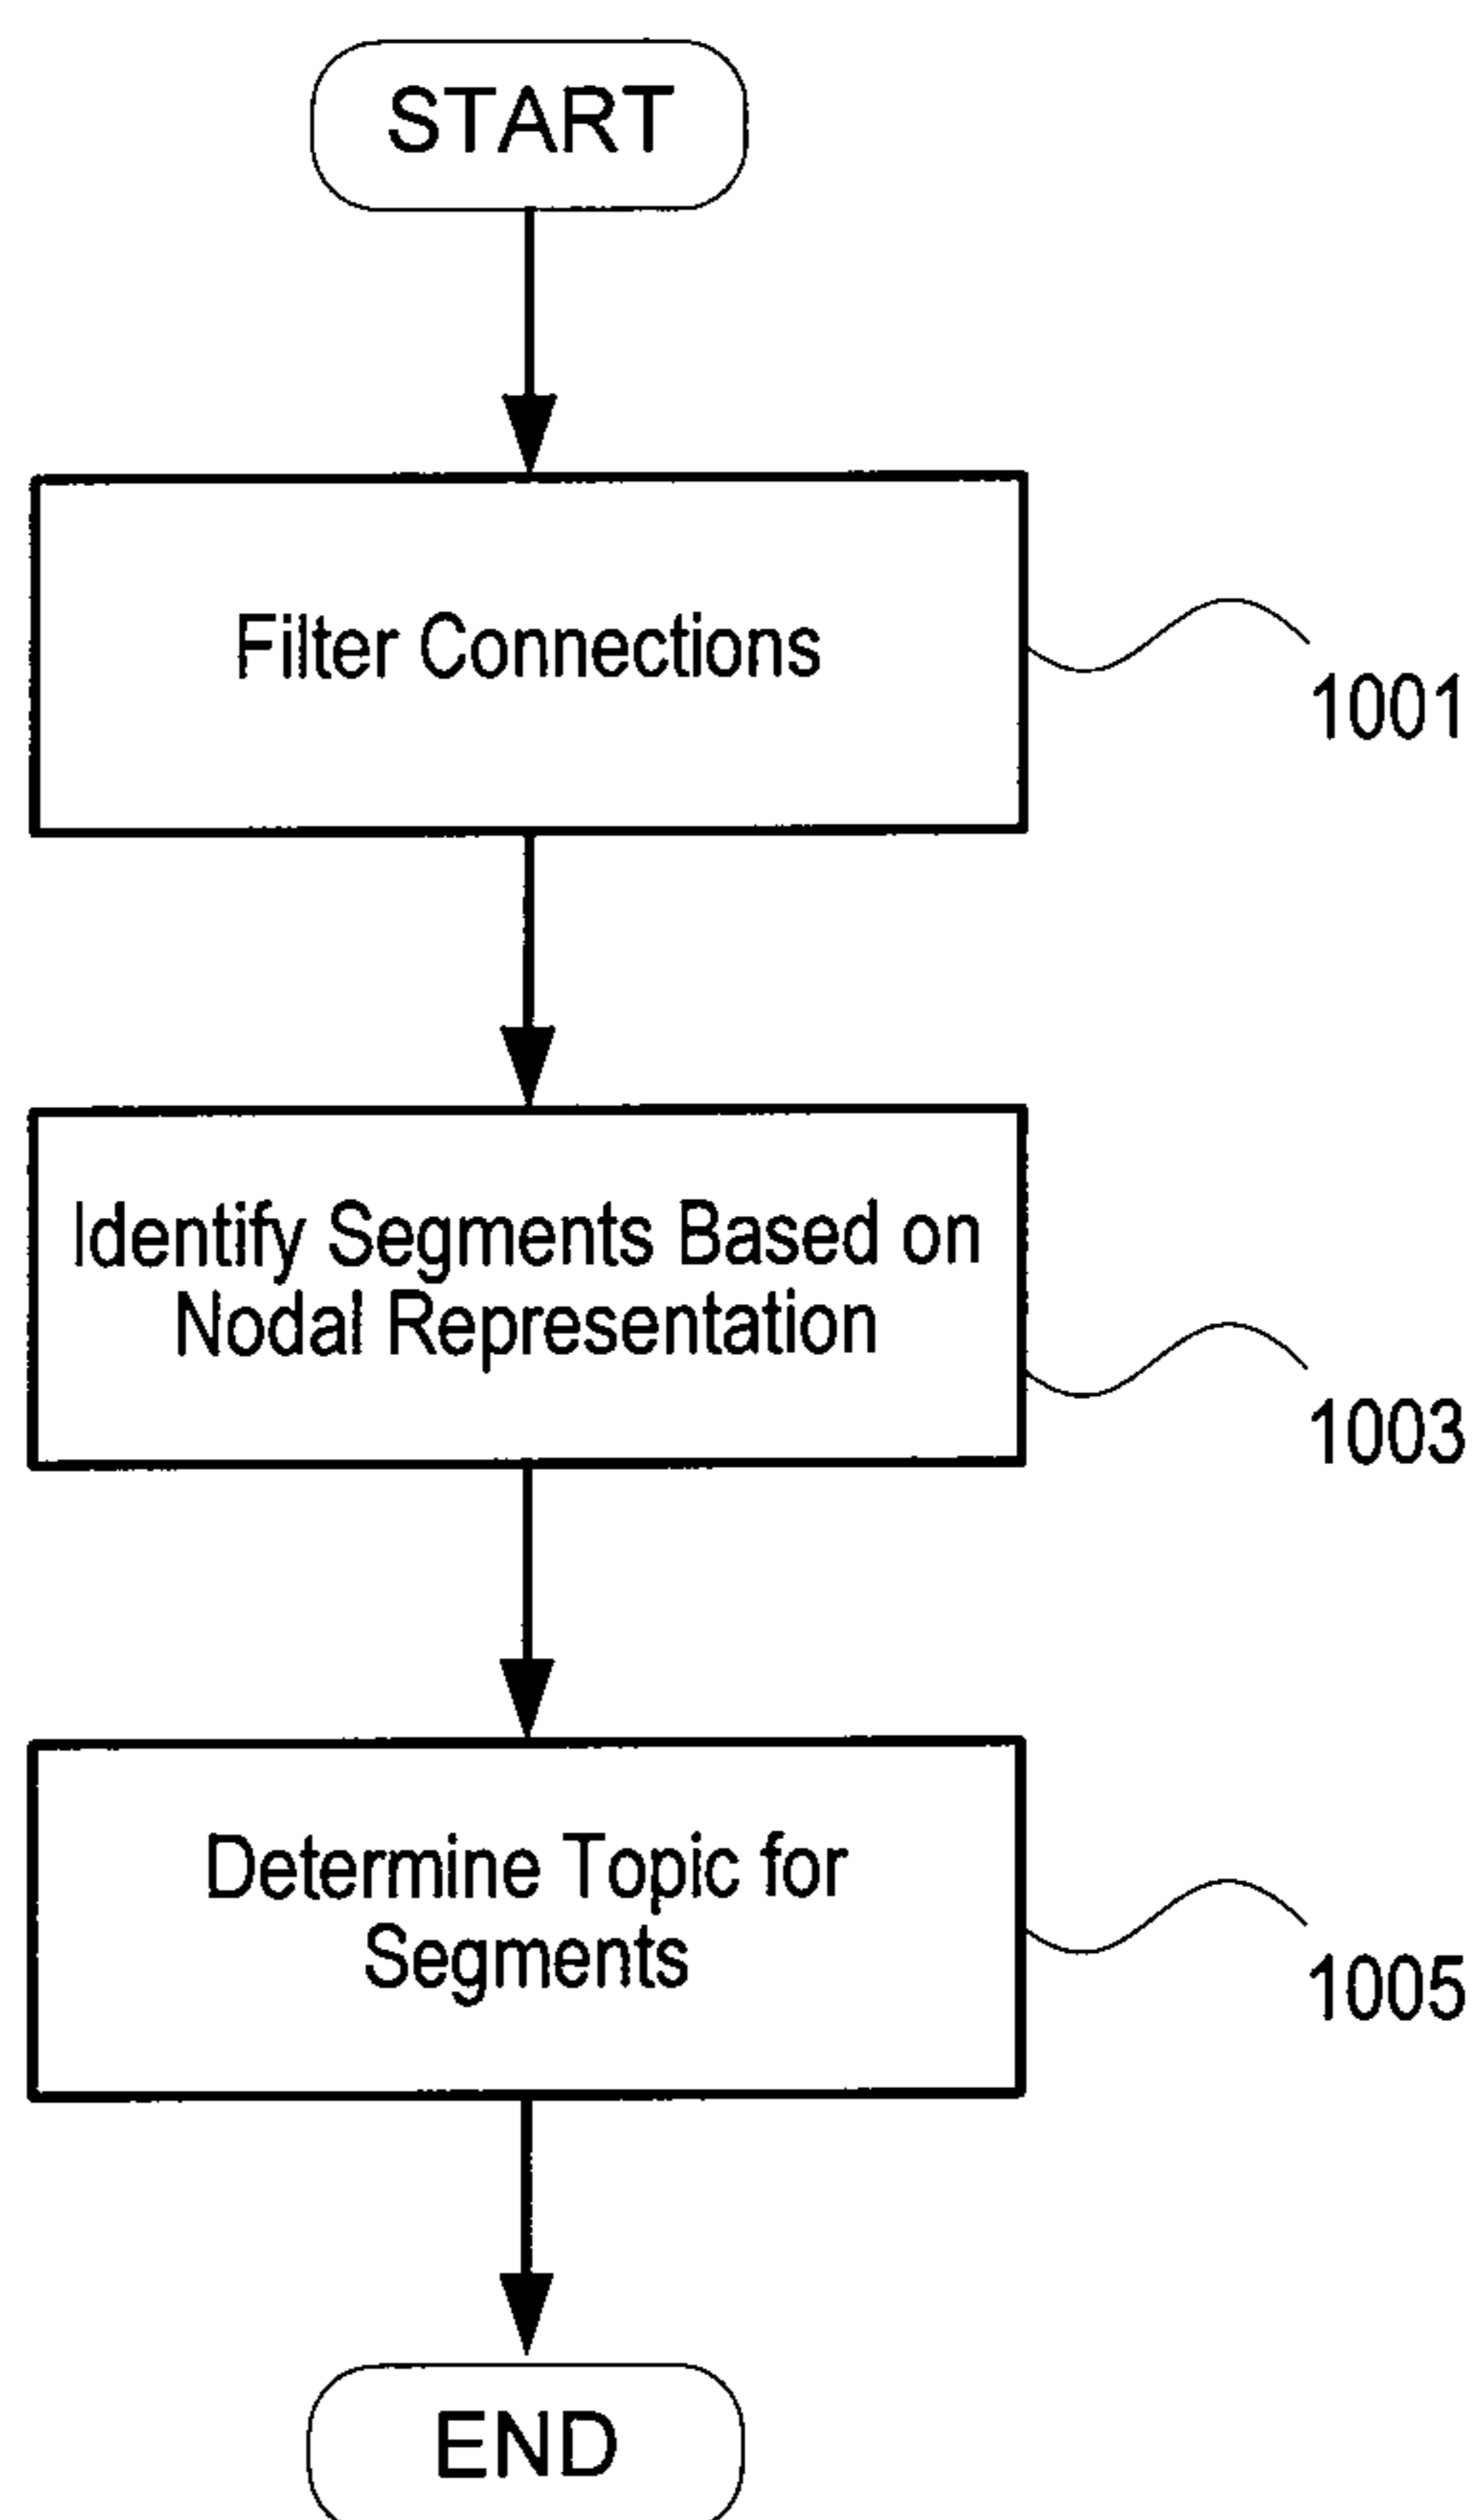 START
Filter Connections
1001
Identify Segments Based on
Nodal Representation
1003
Determine Topic for
Segments
1005
END